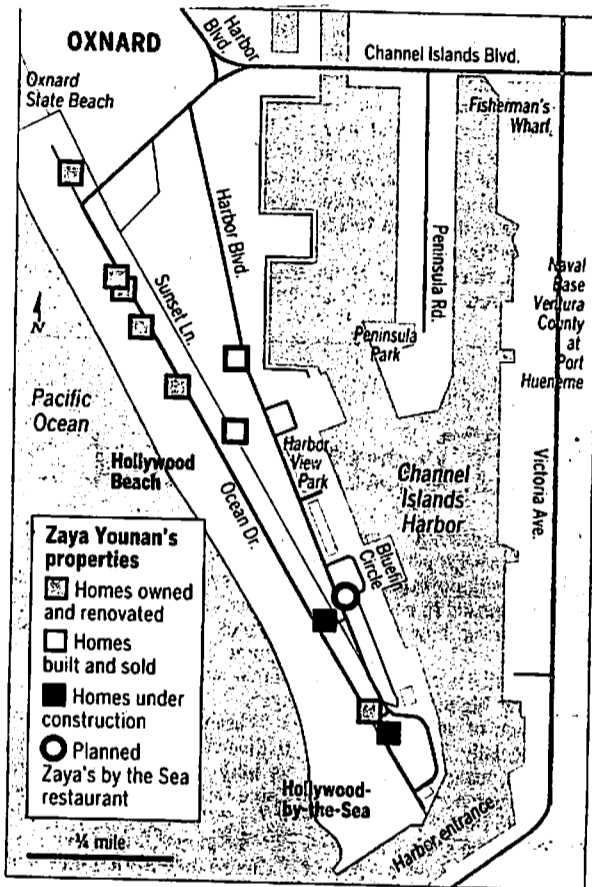 OXNARD
Harbor
Blvd.
Channel Islands Blvd.
Oxnard
State Beach
Fisherman's
Wharf
Harbor Blvd.
Sunset Ln.
Peninsula Rd.
Naval
Base
Ventura
County
at
Port
Hueneme
N
Peninsula
Park
Pacific
Ocean
Hollywood
Beach
Harbor
View
Park
Channel
Islands
Harbor
Victoria Ave.
Ocean Dr.
Bluefin
Circle
Zaya Younan's
properties
Homes owned
and renovated
Homes
built and sold
Homes under
construction
Planned
Zaya's by the Sea
restaurant
Hollywood-
by-the-Sea
Harbor entrance
¼ mile